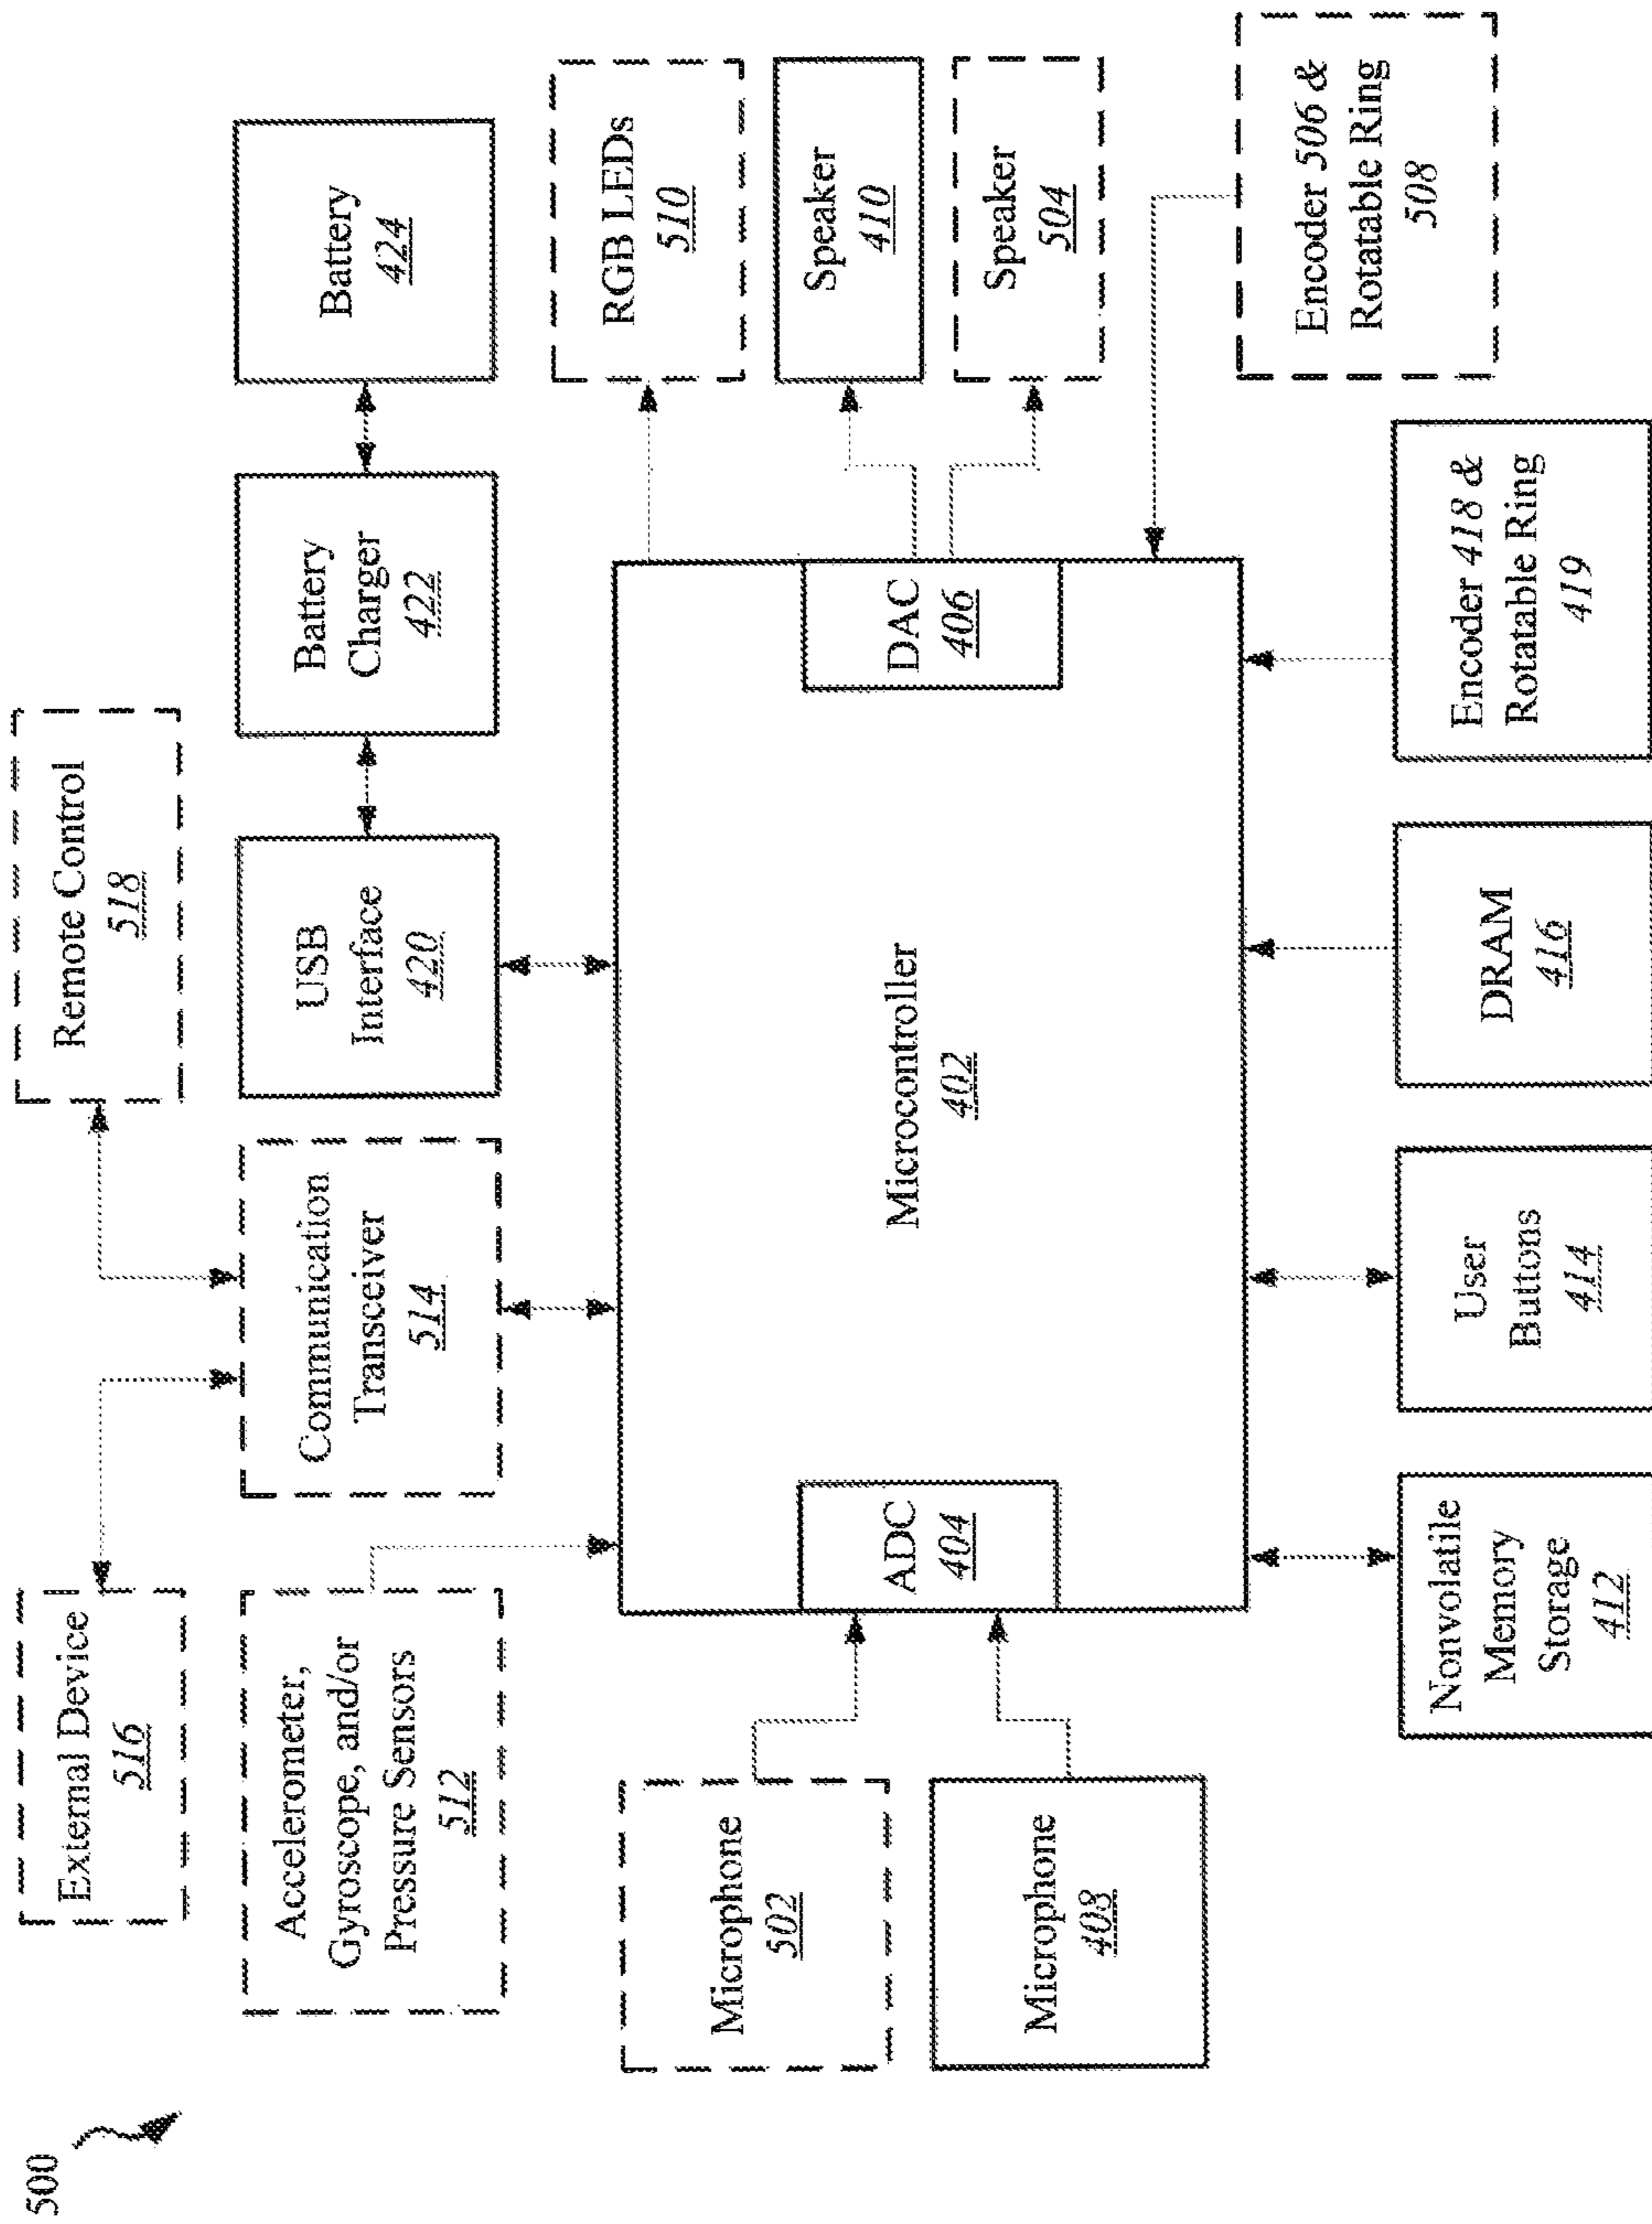 500
External Device
516
Remote Control
518
Accelerometer,
Gyroscope, and/or
Pressure Sensors
512
Communication
Transceiver
514
USB
Interface
420
Battery
Charger
422
Battery
424
Microphone
502
Microphone
408
ADC
404
Microcontroller
402
DAC
406
RGB LEDs
510
Speaker
410
Speaker
504
Encoder 506 &
Rotatable Ring
508
Nonvolatile
Memory
Storage
412
User
Buttons
414
DRAM
416
Encoder 418 &
Rotatable Ring
419